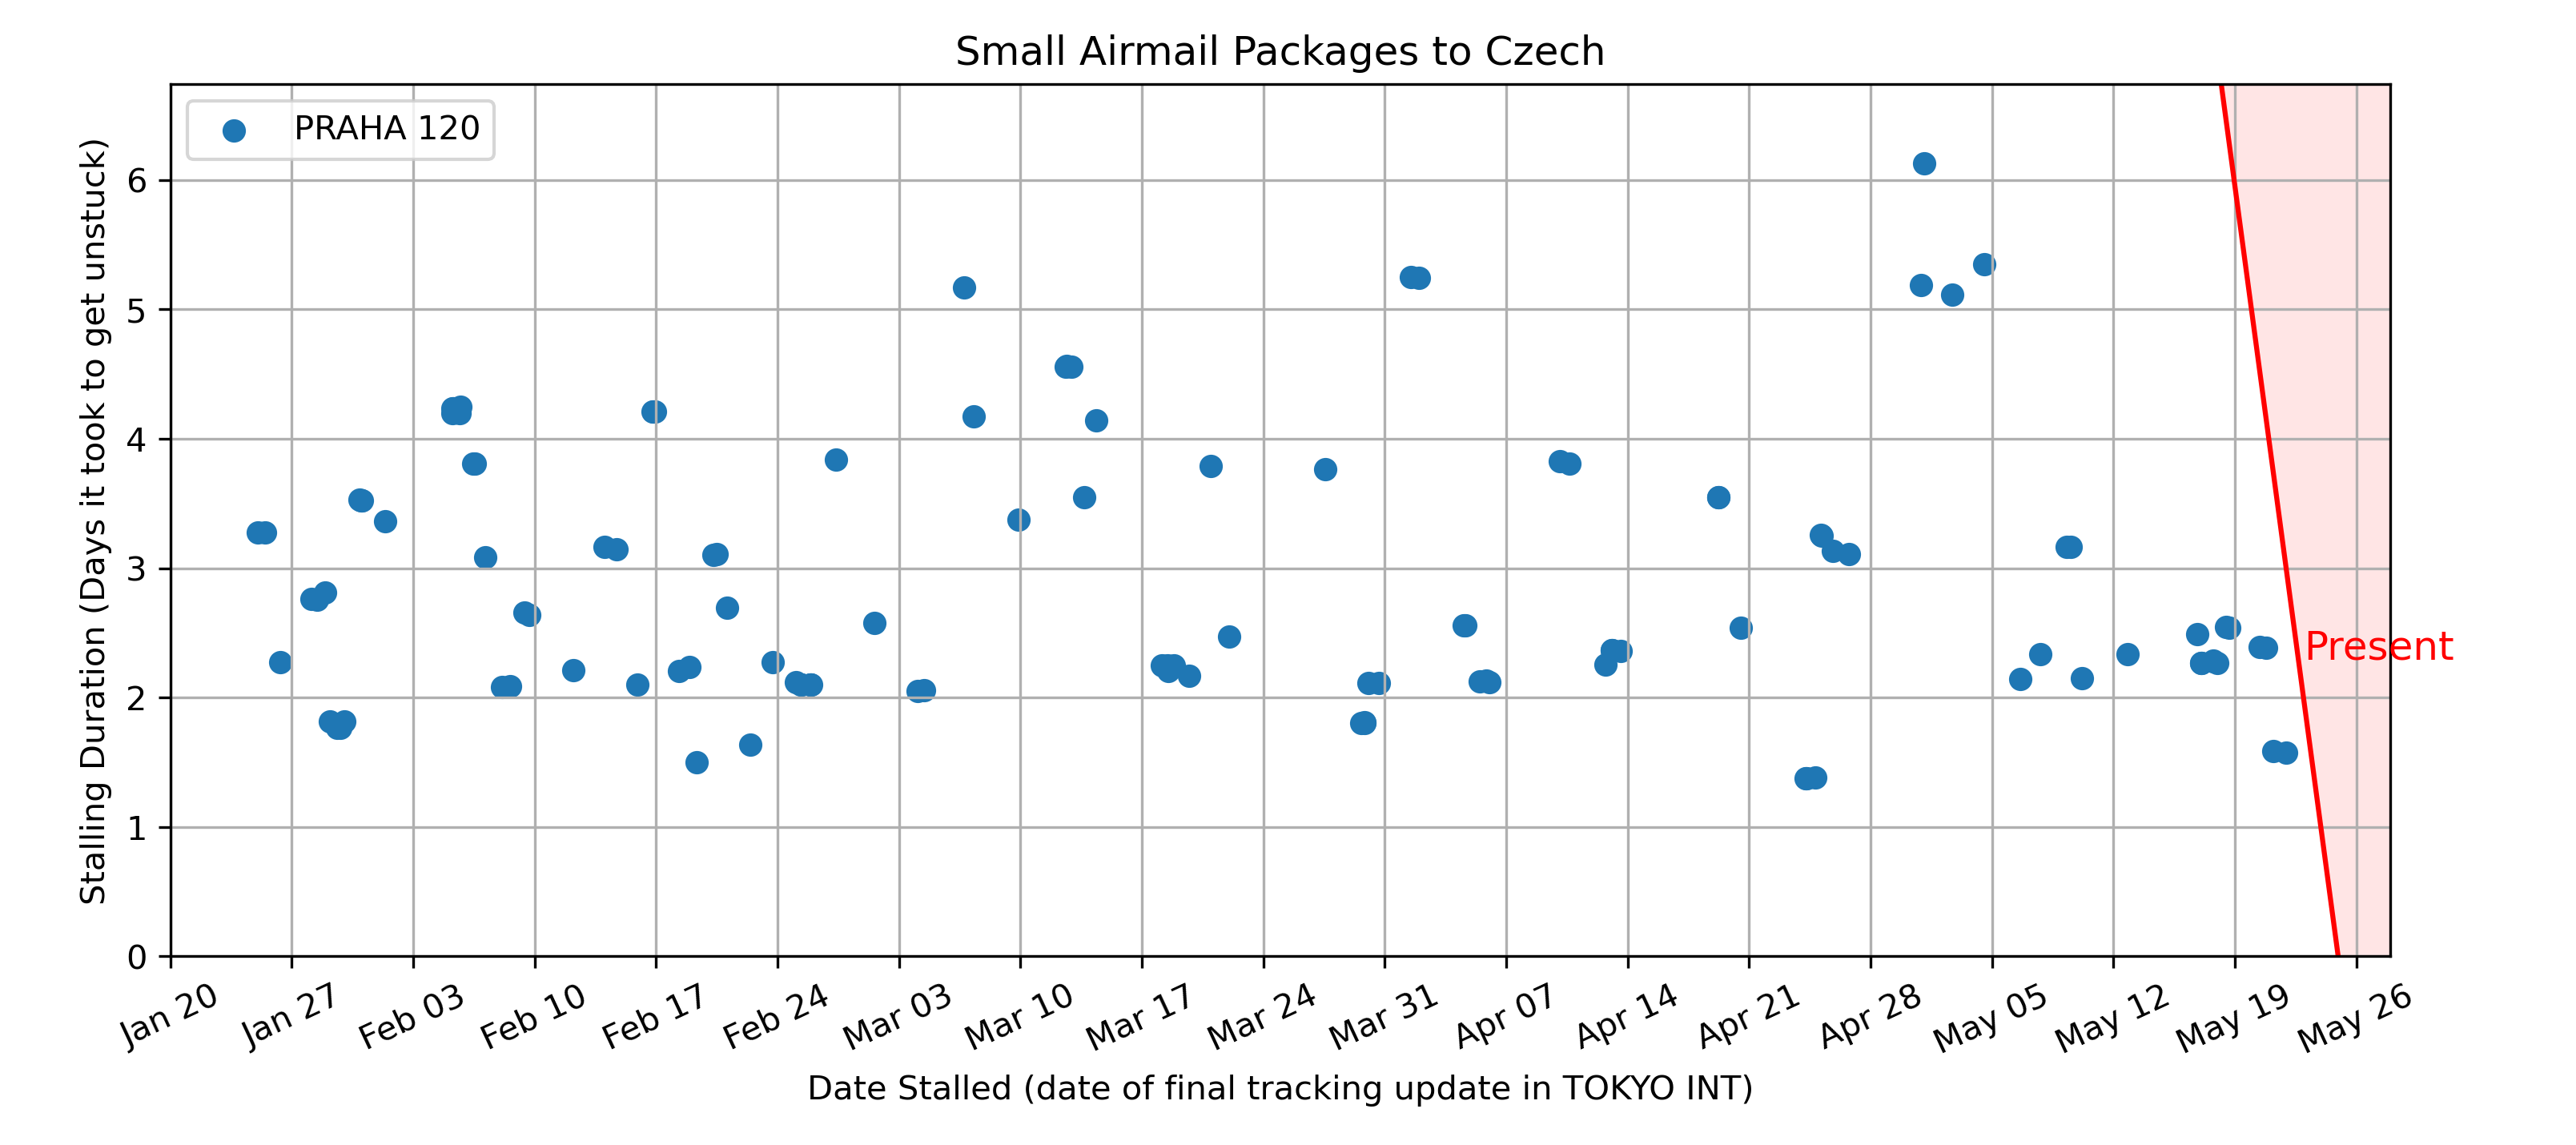 Small Airmail Packages to Czech
PRAHA 120
Stalling Duration (Days it took to get unstuck)
6
5
4
3
2
1
0
Present
Jan 20
Jan 27
Feb 03
Feb 10
Feb 17
Feb 24
Mar 03
Mar 10
Mar 17
Mar 24
Mar 31
Apr 07
Apr 14
Apr 21
Apr 28
May 05
May 12
May 19
May 26
Date Stalled (date of final tracking update in TOKYO INT)